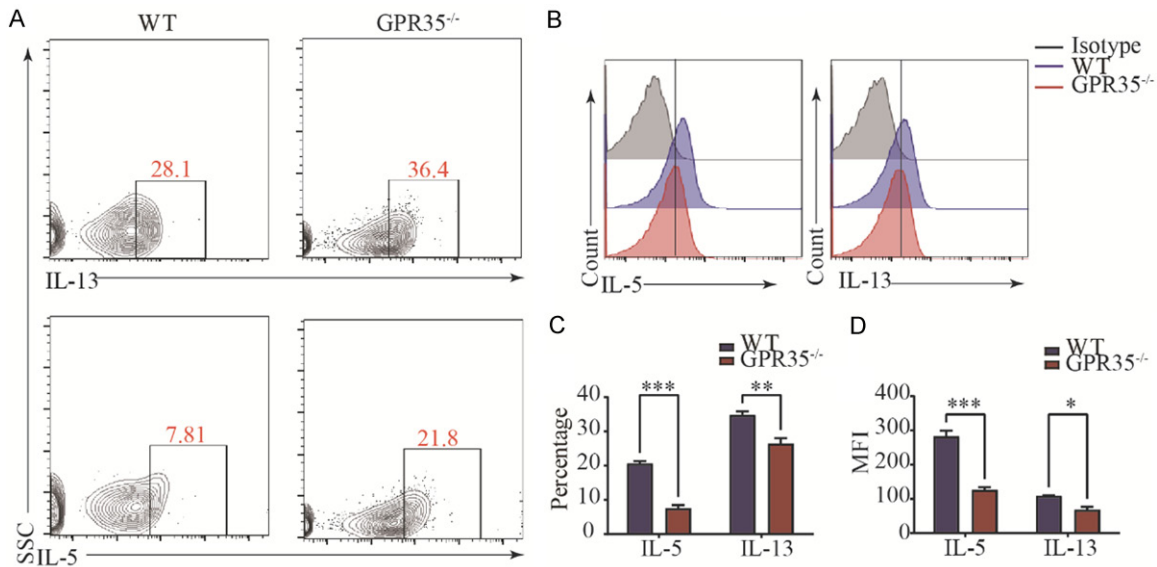 A
WT
GPR35-/-
28.1
36.4
IL-13
7.81
21.8
SSC
IL-5
B
Isotype
WT
GPR35-/-
Count
IL-5
Count
IL-13
C
WT
GPR35-/-
Percentage
40
30
20
10
0
***
**
IL-5
IL-13
D
WT
GPR35-/-
MFI
400
300
200
100
0
***
*
IL-5
IL-13